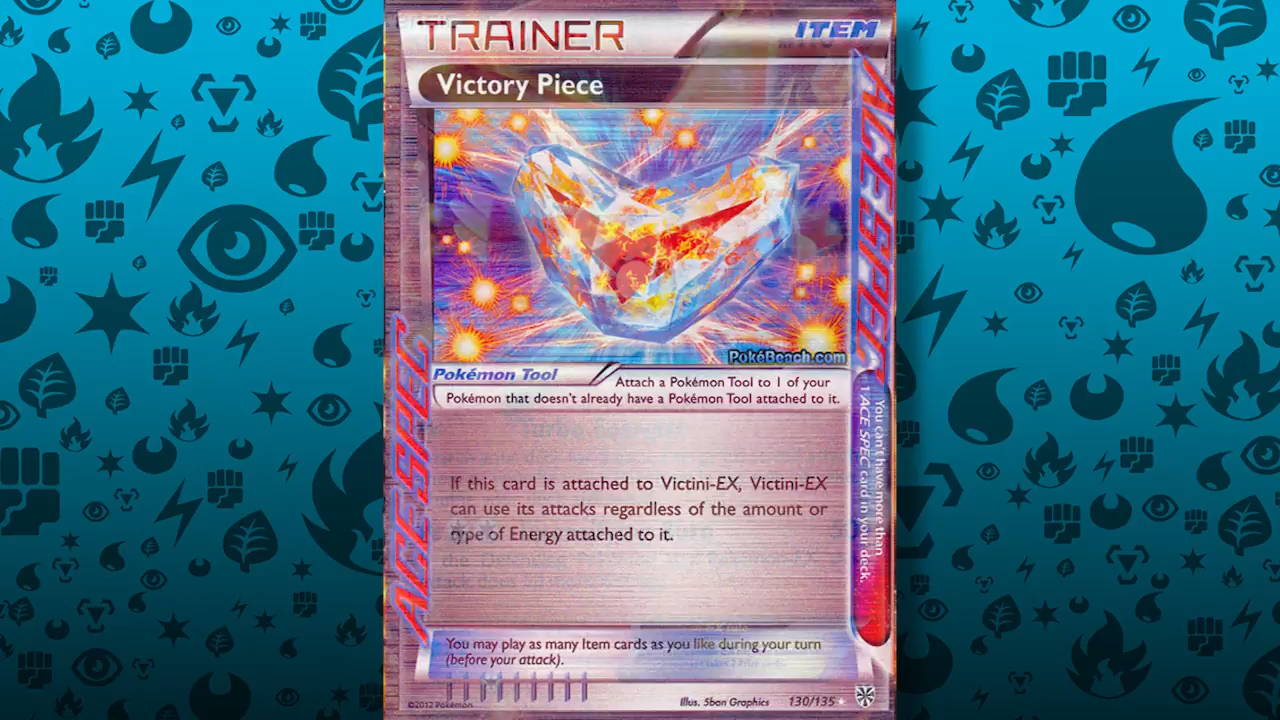 TRAINER
ITEM
Victory Piece
ACE SPEC
PokéBeach.com
Pokémon Tool
Attach a Pokémon Tool to 1 of your
Pokémon that doesn't already have a Pokémon Tool attached to it.
If this card is attached to Victini-EX, Victini-EX
can use its attacks regardless of the amount or
type of Energy attached to it.
ACE SPEC
You can't have more than
1 ACE SPEC card in your deck.
You may play as many Item cards as you like during your turn
(before your attack).
©2012 Pokémon
Illus. 5ban Graphics
130/135